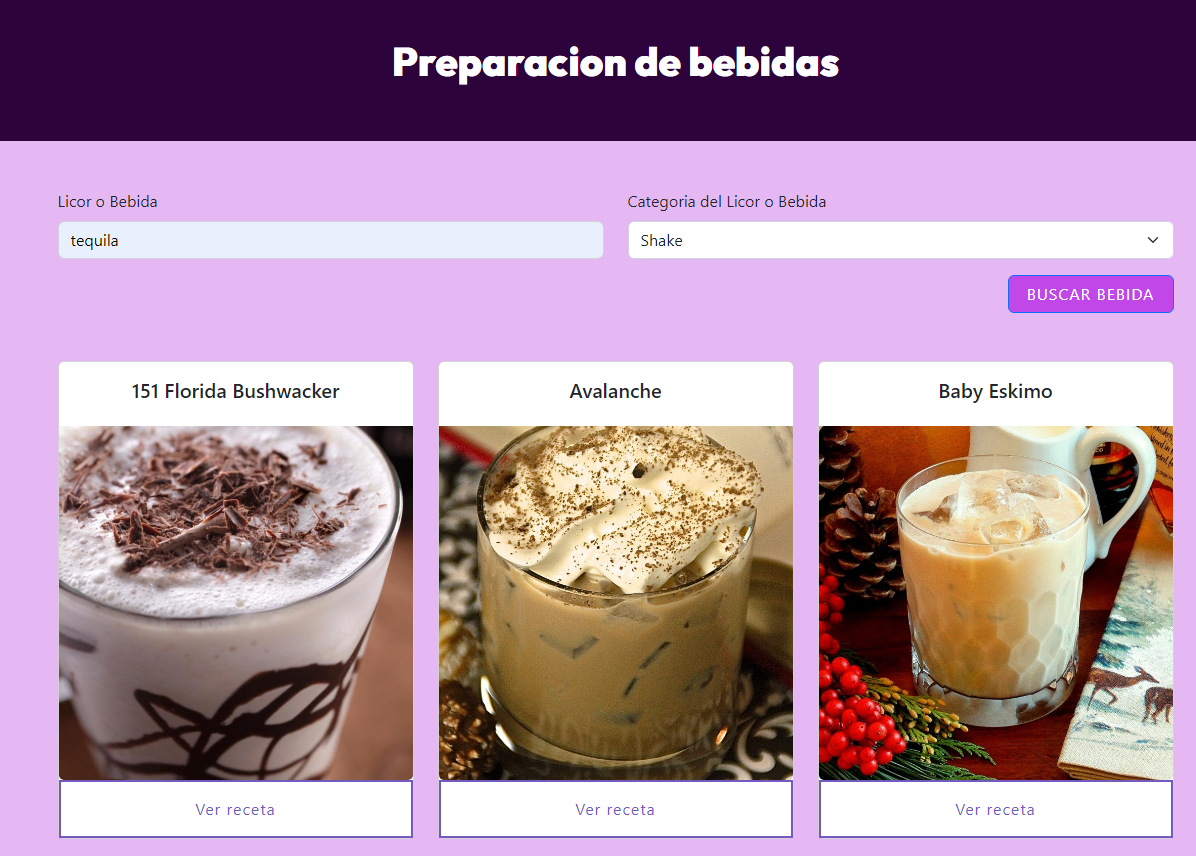 Preparacion de bebidas
Licor o Bebida
Categoria del Licor o Bebida
tequila
Shake
BUSCAR BEBIDA
151 Florida Bushwacker
Avalanche
Baby Eskimo
Ver receta
Ver receta
Ver receta